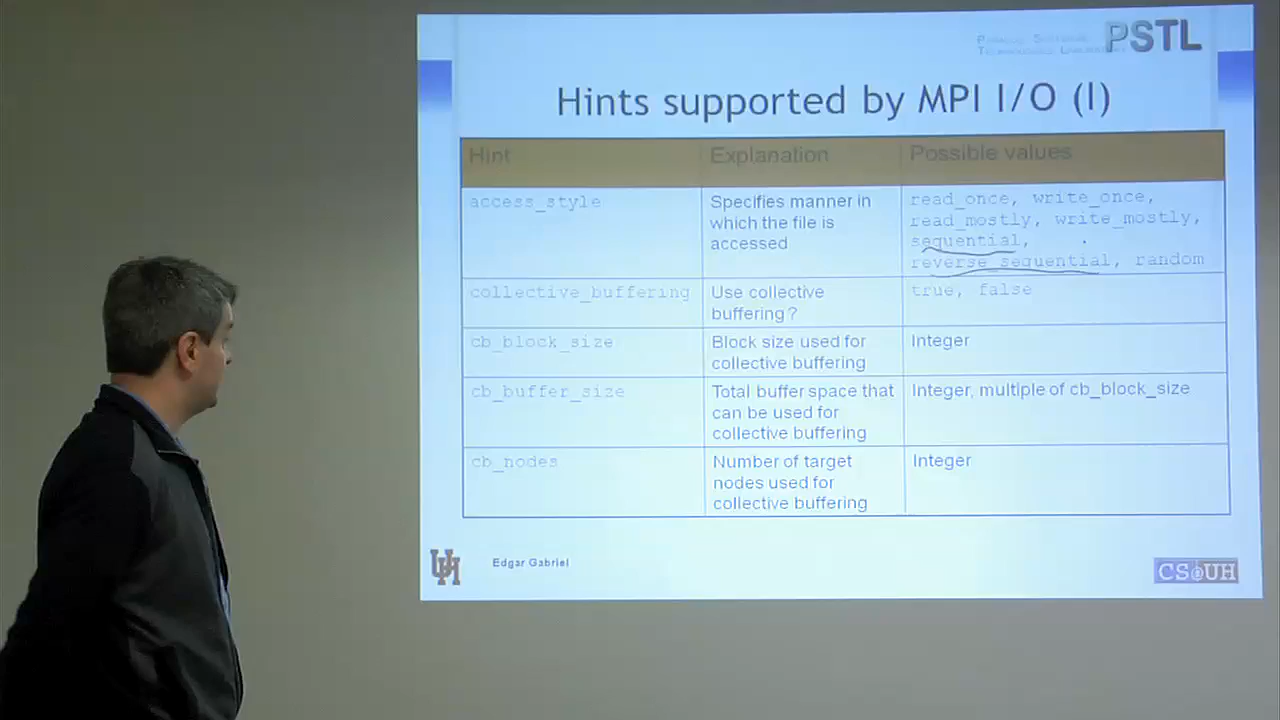 PSTL
Hints supported by MPI I/O (I)
Hint Explanation Possible values
access_style Specifies manner in which the file is accessed read_once, write_once, read_mostly, write_mostly, sequential, reverse_sequential, random
collective_buffering Use collective buffering? true, false
cb_block_size Block size used for collective buffering Integer
cb_buffer_size Total buffer space that can be used for collective buffering Integer, multiple of cb_block_size
cb_nodes Number of target nodes used for collective buffering Integer
UH Edgar Gabriel CS@UH